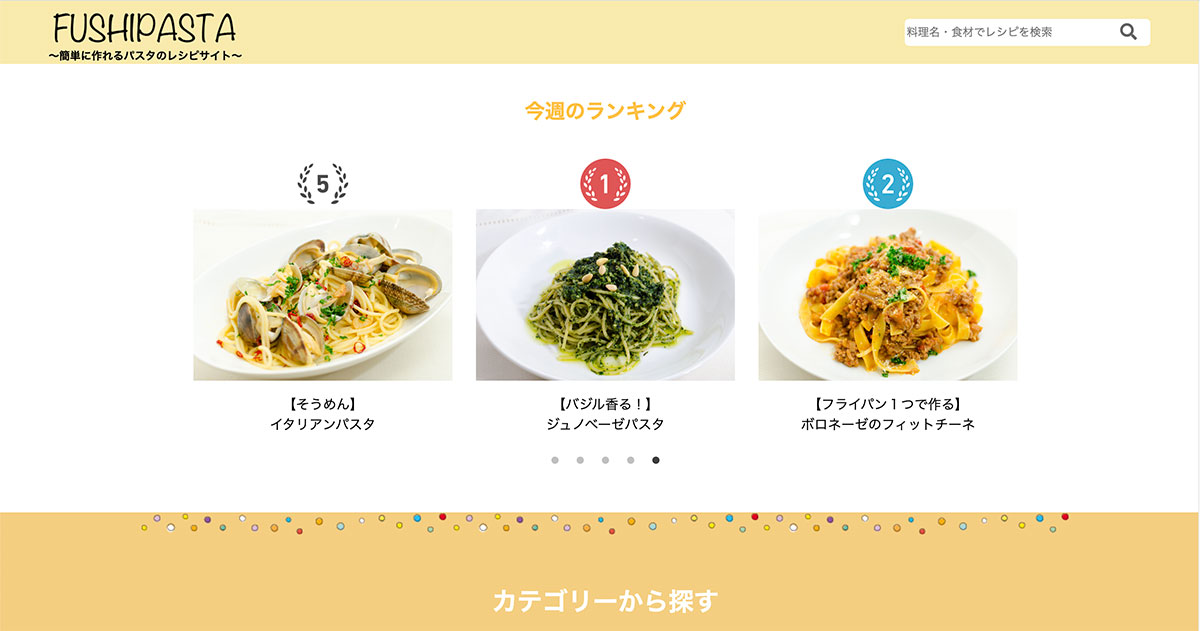 FUSHIPASTA
〜簡単に作れるパスタのレシピサイト〜
料理名・食材でレシピを検索
今週のランキング
5
1
2
【そうめん】
イタリアンパスタ
【バジル香る！】
ジュノベーゼパスタ
【フライパン１つで作る】
ボロネーゼのフィットチーネ
カテゴリーから探す